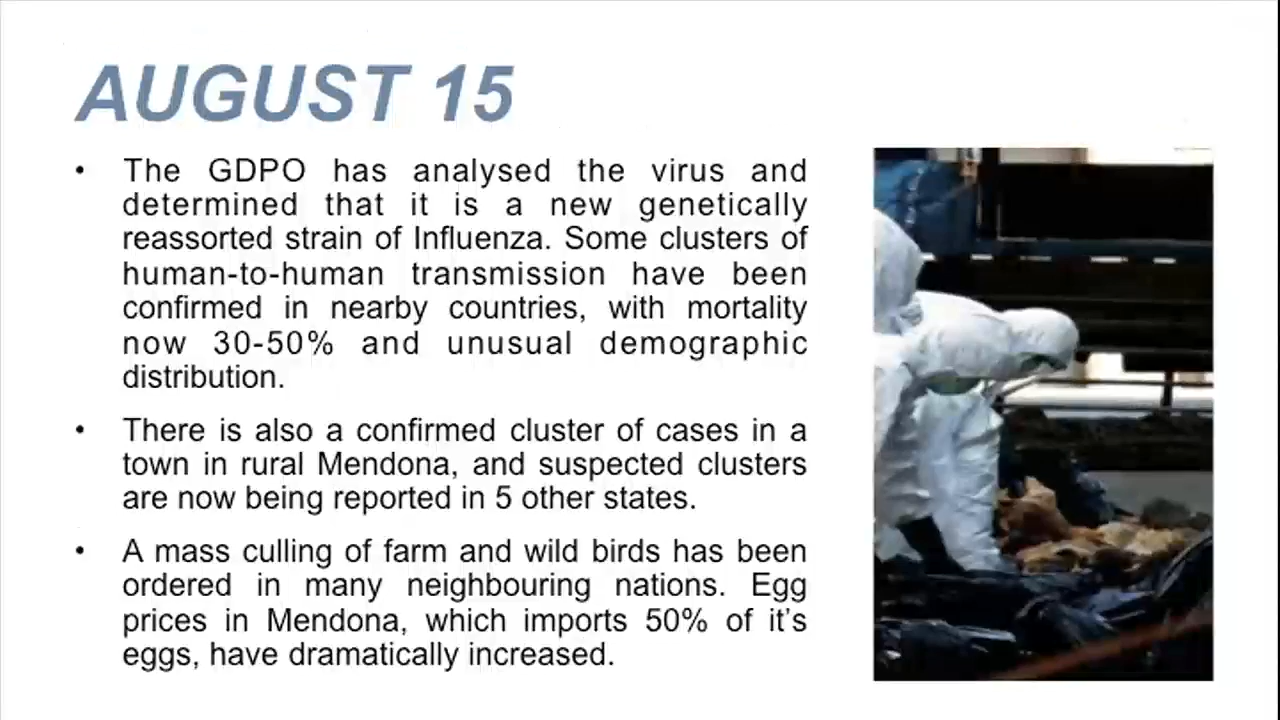 AUGUST 15
• The GDPO has analysed the virus and
determined that it is a new genetically
reassorted strain of Influenza. Some clusters of
human-to-human transmission have been
confirmed in nearby countries, with mortality
now 30-50% and unusual demographic
distribution.
• There is also a confirmed cluster of cases in a
town in rural Mendona, and suspected clusters
are now being reported in 5 other states.
• A mass culling of farm and wild birds has been
ordered in many neighbouring nations. Egg
prices in Mendona, which imports 50% of it’s
eggs, have dramatically increased.